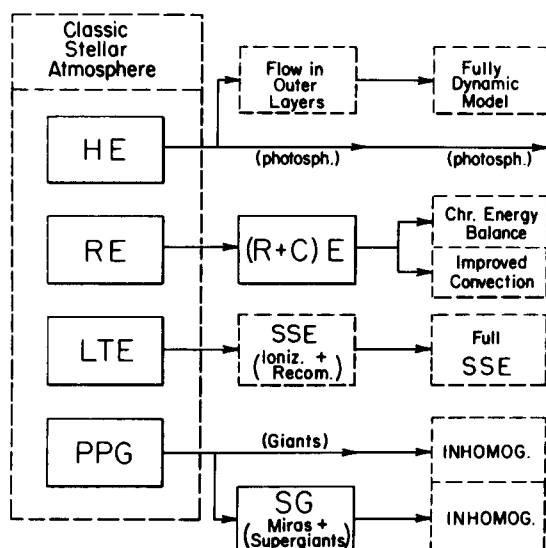 Classic
Stellar
Atmosphere
Flow in
Outer
Layers
Fully
Dynamic
Model
HE
(photosph.)
(photosph.)
RE
(R+C) E
Chr. Energy
Balance
Improved
Convection
LTE
SSE
(Ioniz. +
Recom.)
Full
SSE
PPG
(Giants)
INHOMOG.
SG
(Miras +
Supergiants)
INHOMOG.